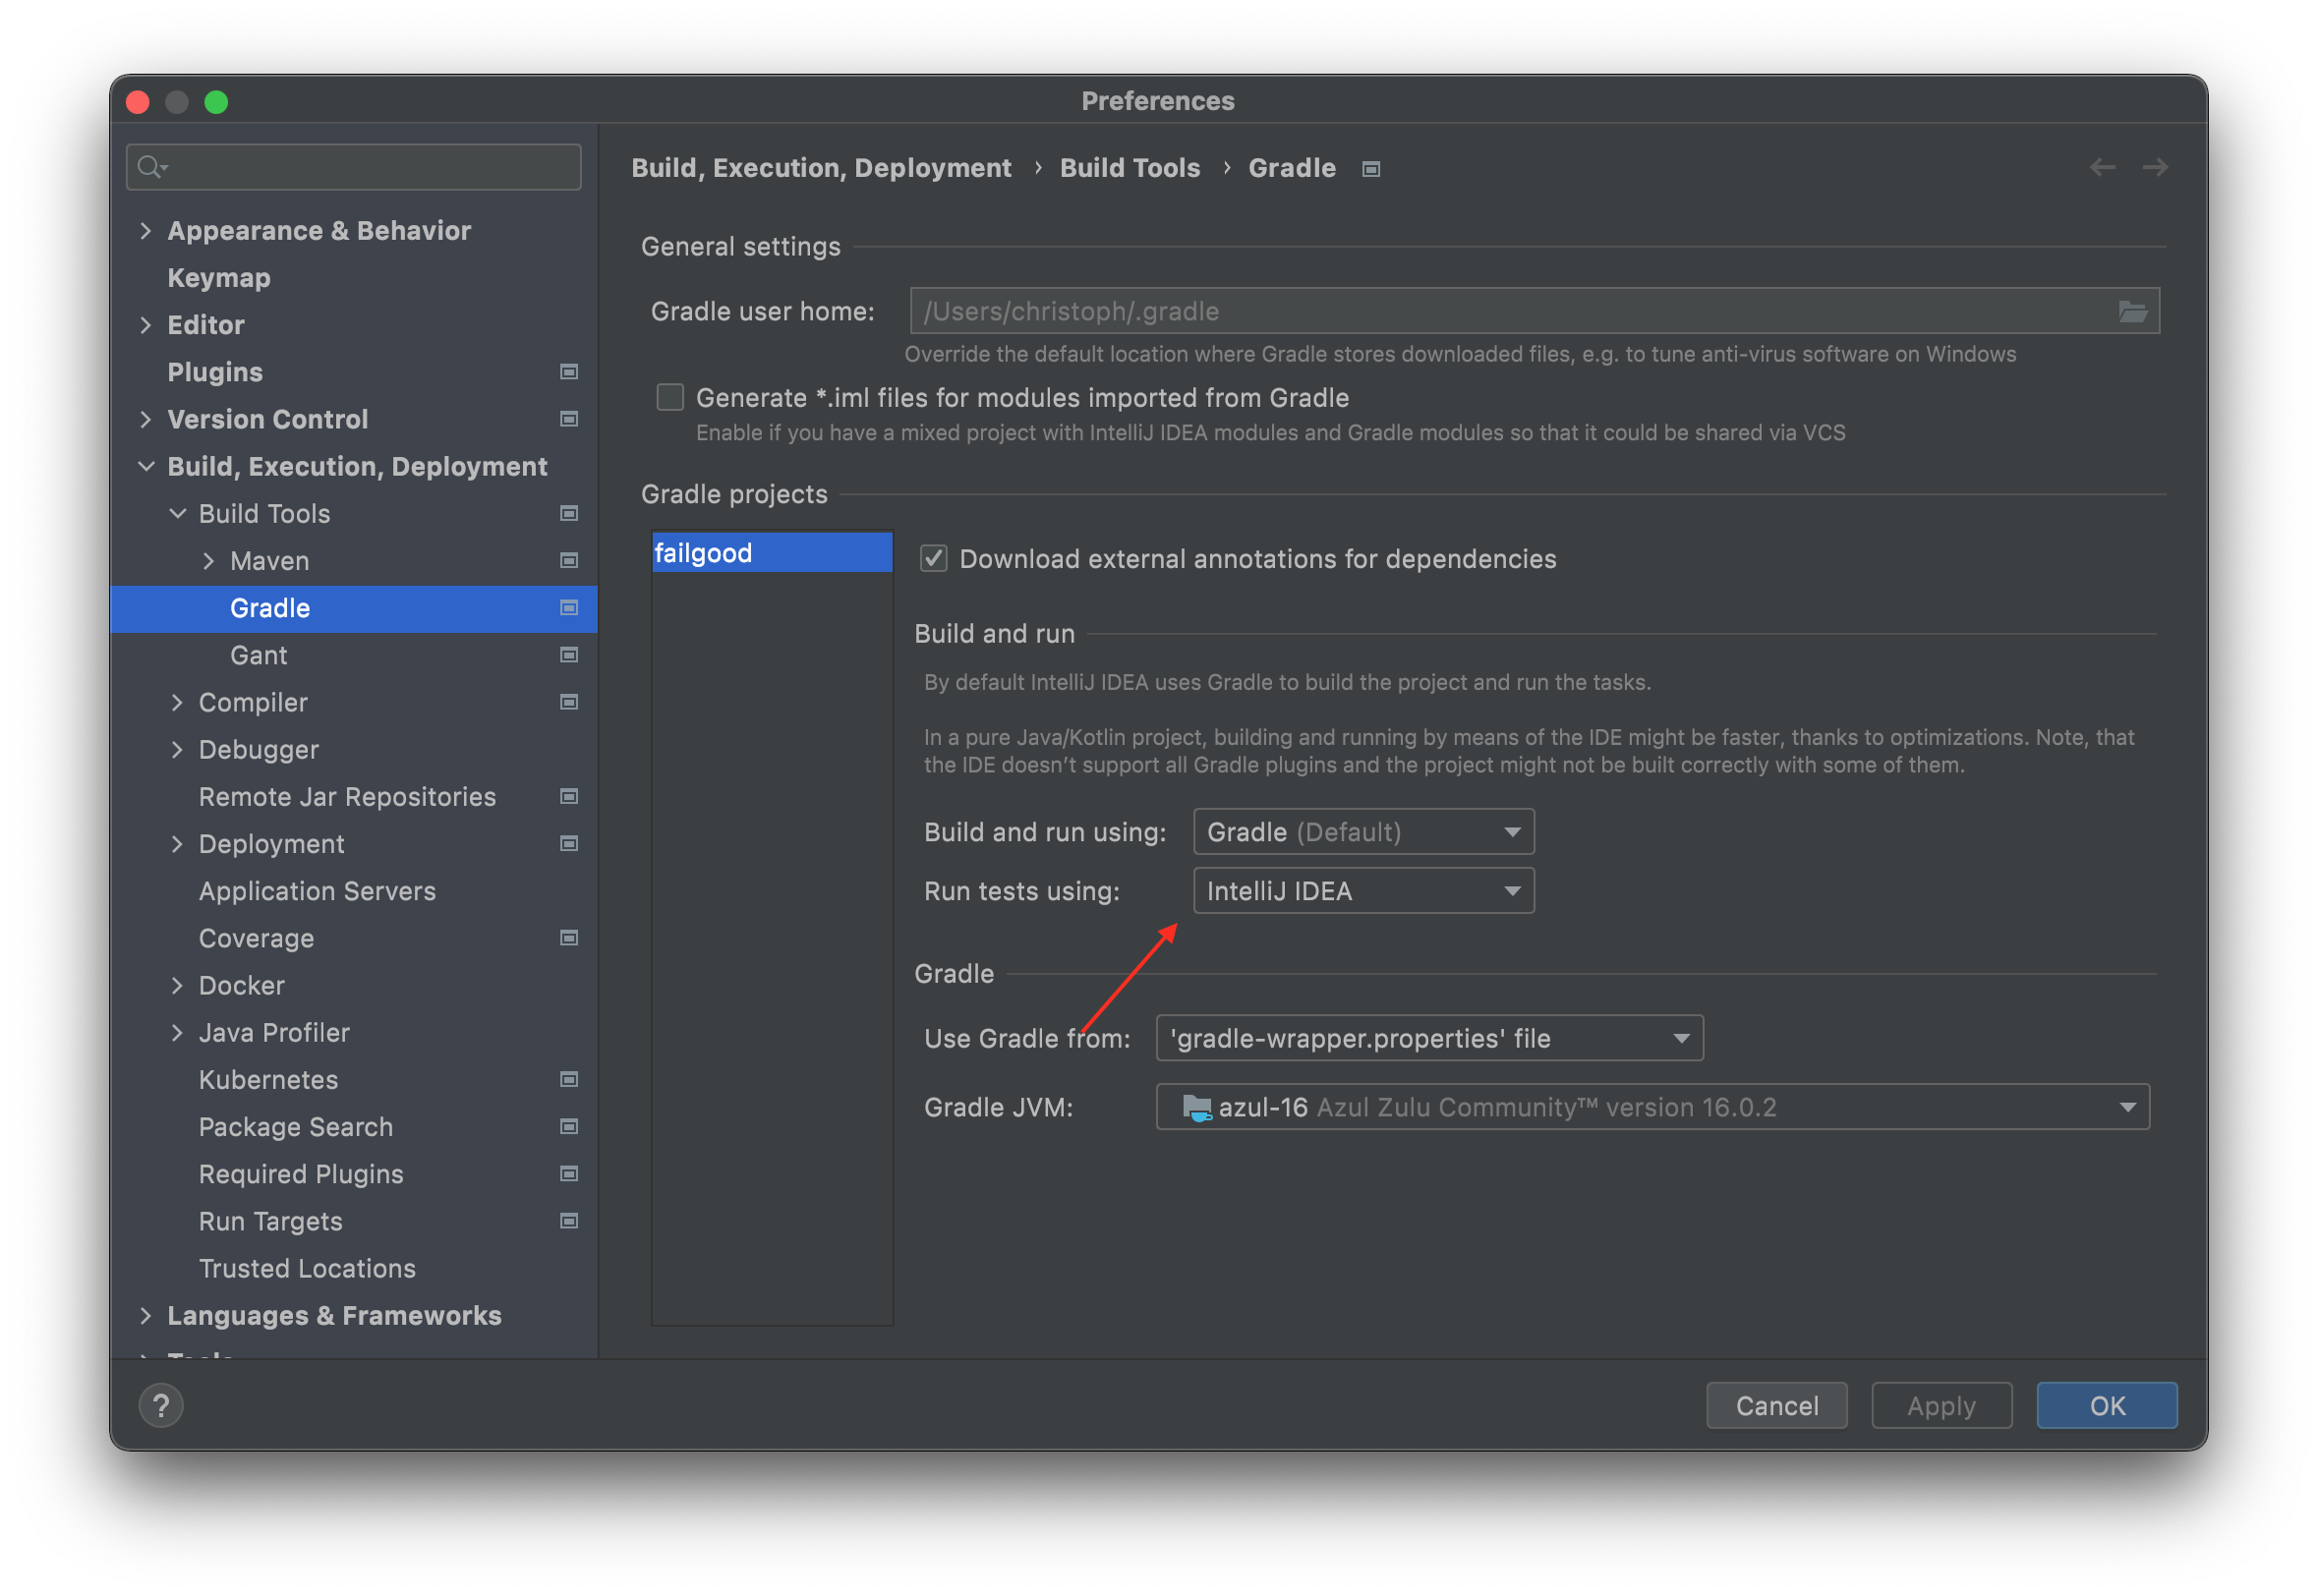 Preferences
Appearance & Behavior
Keymap
Editor
Plugins
Version Control
Build, Execution, Deployment
Build Tools
Maven
Gradle
Gant
Compiler
Debugger
Remote Jar Repositories
Deployment
Application Servers
Coverage
Docker
Java Profiler
Kubernetes
Package Search
Required Plugins
Run Targets
Trusted Locations
Languages & Frameworks
Tools
Build, Execution, Deployment › Build Tools › Gradle
General settings
Gradle user home: /Users/christoph/.gradle
Override the default location where Gradle stores downloaded files, e.g. to tune anti-virus software on Windows
Generate *.iml files for modules imported from Gradle
Enable if you have a mixed project with IntelliJ IDEA modules and Gradle modules so that it could be shared via VCS
Gradle projects
failgood
Download external annotations for dependencies
Build and run
By default IntelliJ IDEA uses Gradle to build the project and run the tasks.
In a pure Java/Kotlin project, building and running by means of the IDE might be faster, thanks to optimizations. Note, that
the IDE doesn't support all Gradle plugins and the project might not be built correctly with some of them.
Build and run using: Gradle (Default)
Run tests using: IntelliJ IDEA
Gradle
Use Gradle from: 'gradle-wrapper.properties' file
Gradle JVM: azul-16 Azul Zulu Community™ version 16.0.2
?
Cancel
Apply
OK